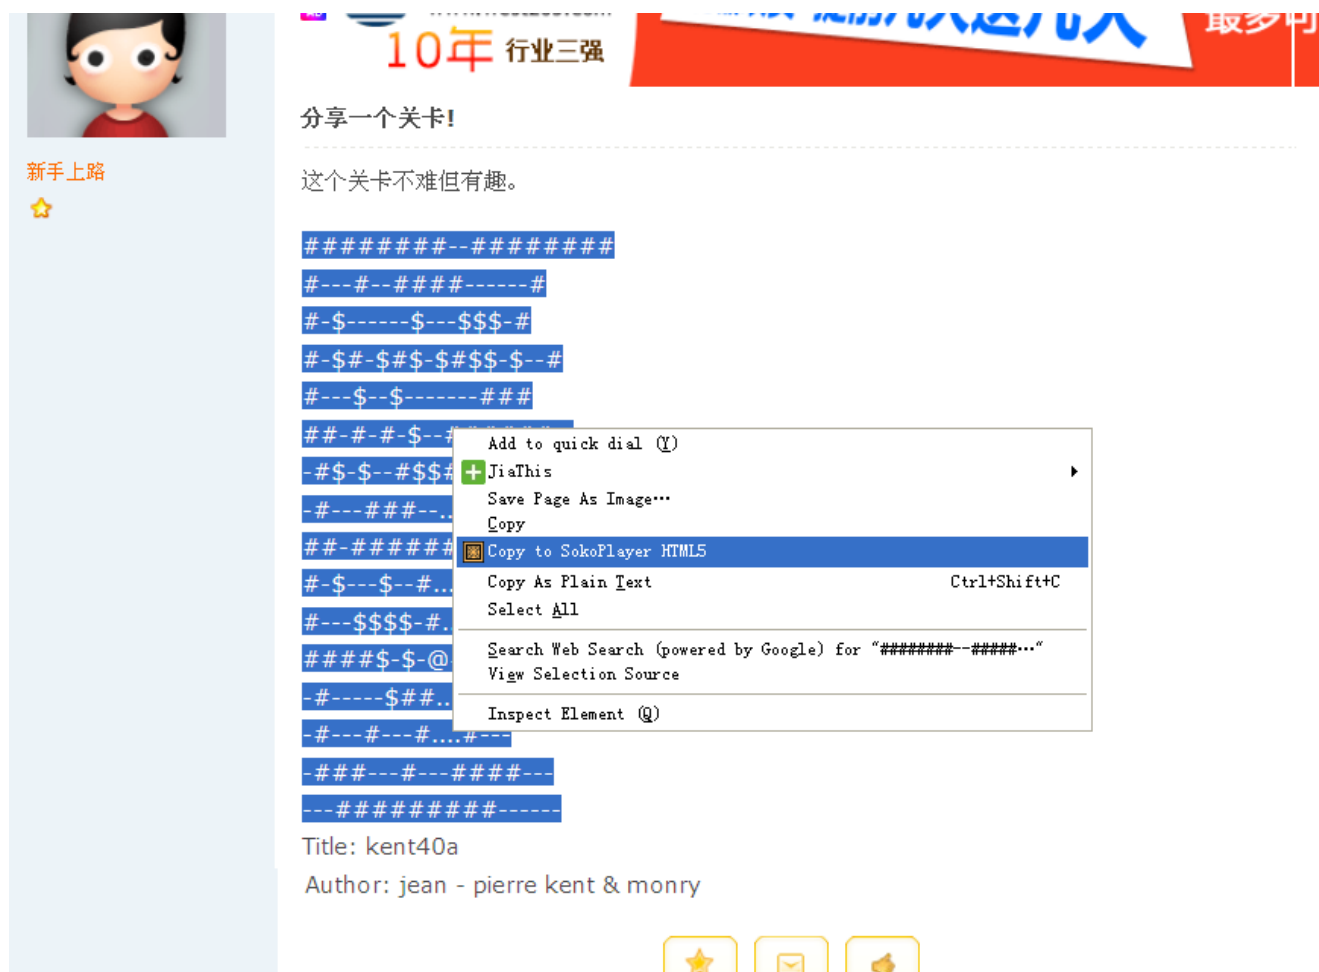 10年 行业三强
分享一个关卡!
新手上路
这个关卡不难但有趣。
########--########
#---#--####------#
#-$------$---$$$-#
#-$#-$#$-$#$$-$--#
#---$--$-------###
##-#-#-$--#
-#$-$--#$$#
-#---###--..
##-######
#-$---$--#...
#---$$$$-#..
####$-$-@
-#-----$##...
-#---#---#....#---
-###---#---####---
---#########------
Add to quick dial (Y)
JiaThis
Save Page As Image…
Copy
Copy to SokoPlayer HTML5
Copy As Plain Text Ctrl+Shift+C
Select All
Search Web Search (powered by Google) for “########--#####…“
View Selection Source
Inspect Element (Q)
Title: kent40a
Author: jean - pierre kent & monry